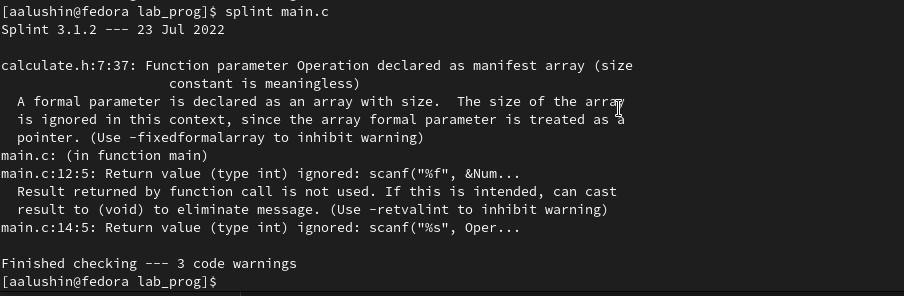 [aalushin@fedora lab_prog]$ splint main.c
Splint 3.1.2 --- 23 Jul 2022
calculate.h:7:37: Function parameter Operation declared as manifest array (size
constant is meaningless)
A formal parameter is declared as an array with size.  The size of the array
is ignored in this context, since the array formal parameter is treated as a
pointer. (Use -fixedformalarray to inhibit warning)
main.c: (in function main)
main.c:12:5: Return value (type int) ignored: scanf("%f", &Num...
Result returned by function call is not used. If this is intended, can cast
result to (void) to eliminate message. (Use -retvalint to inhibit warning)
main.c:14:5: Return value (type int) ignored: scanf("%s", Oper...
Finished checking --- 3 code warnings
[aalushin@fedora lab_prog]$